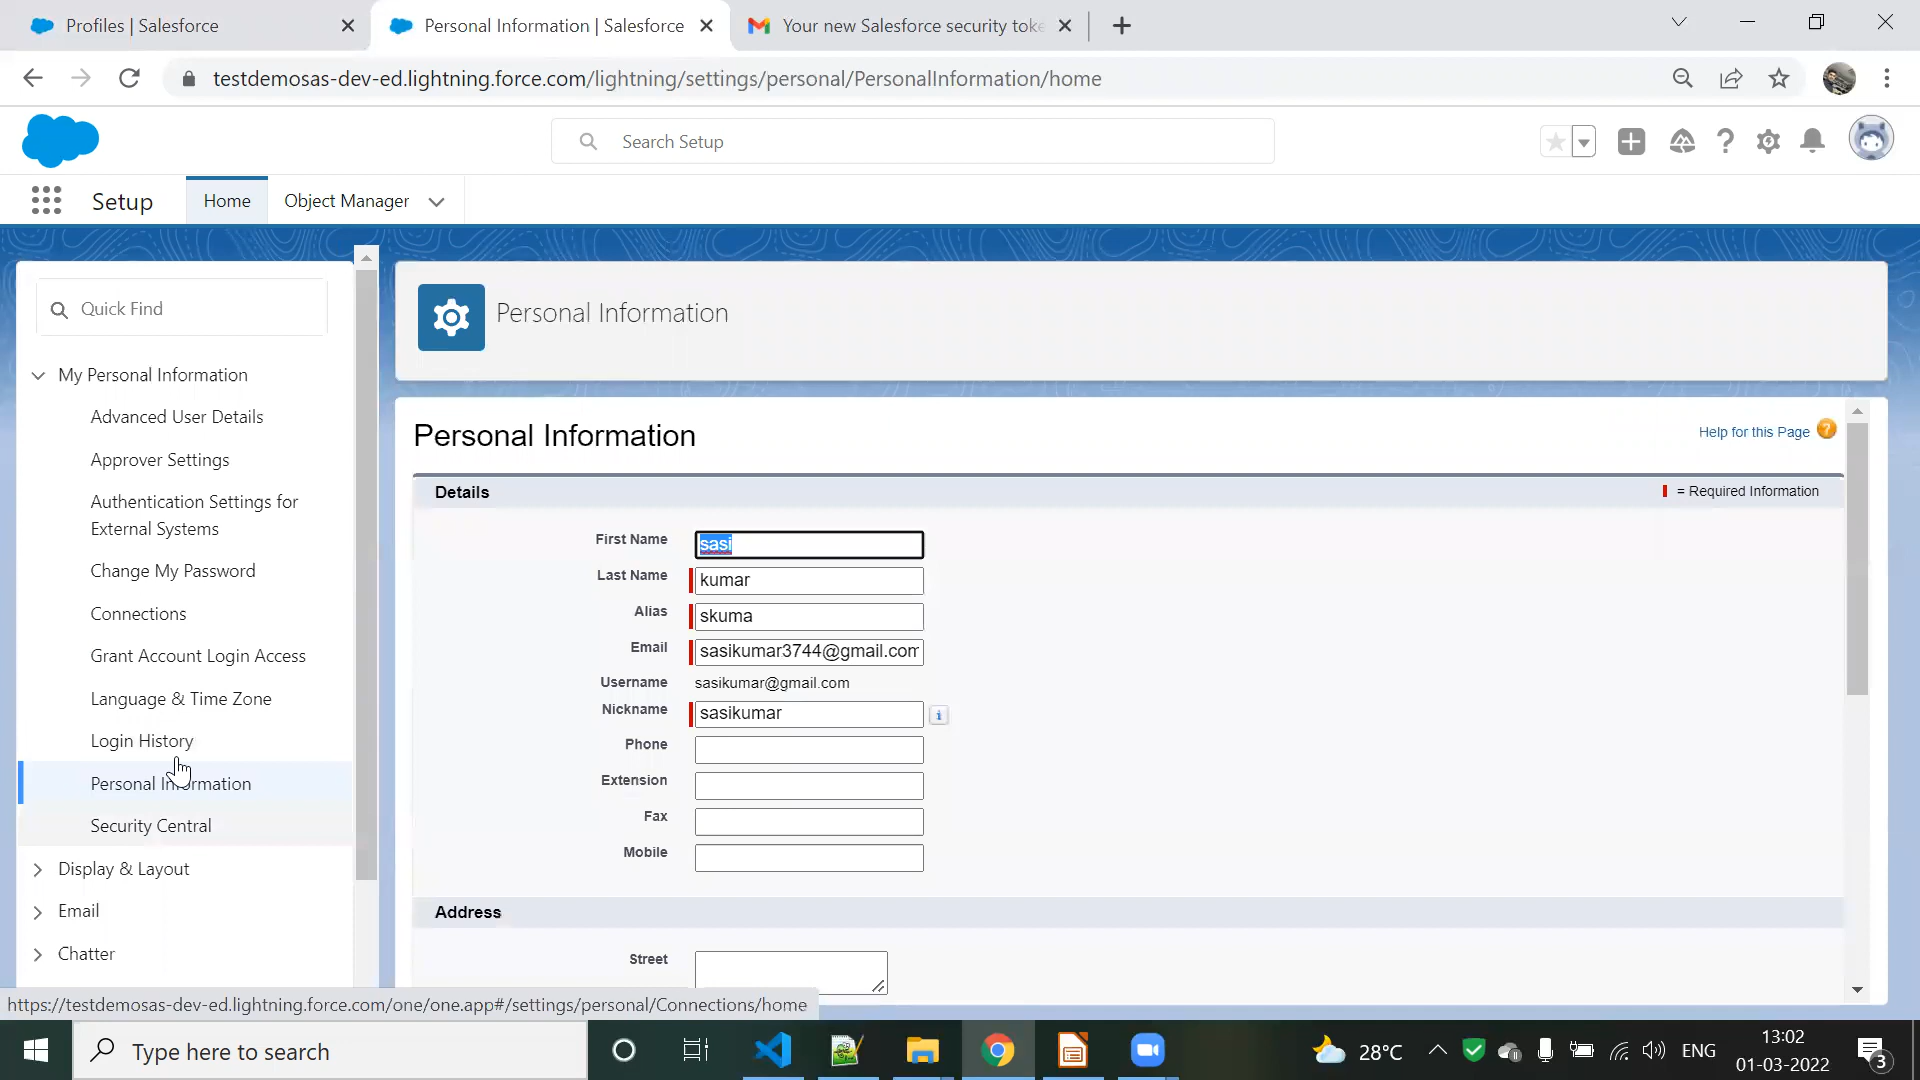 Profiles | Salesforce
Personal Information | Salesforce
Your new Salesforce security toke
testdemosas-dev-ed.lightning.force.com/lightning/settings/personal/PersonalInformation/home
Search Setup
Setup
Home
Object Manager
Quick Find
My Personal Information
Advanced User Details
Approver Settings
Authentication Settings for
External Systems
Change My Password
Connections
Grant Account Login Access
Language & Time Zone
Login History
Personal Information
Security Central
Display & Layout
Email
Chatter
Personal Information
Personal Information
Help for this Page
Details
= Required Information
First Name sasi
Last Name kumar
Alias skuma
Email sasikumar3744@gmail.com
Username sasikumar@gmail.com
Nickname sasikumar
Phone
Extension
Fax
Mobile
Address
Street
https://testdemosas-dev-ed.lightning.force.com/one/one.app#/settings/personal/Connections/home
Type here to search
28°C
ENG
13:02
01-03-2022
3